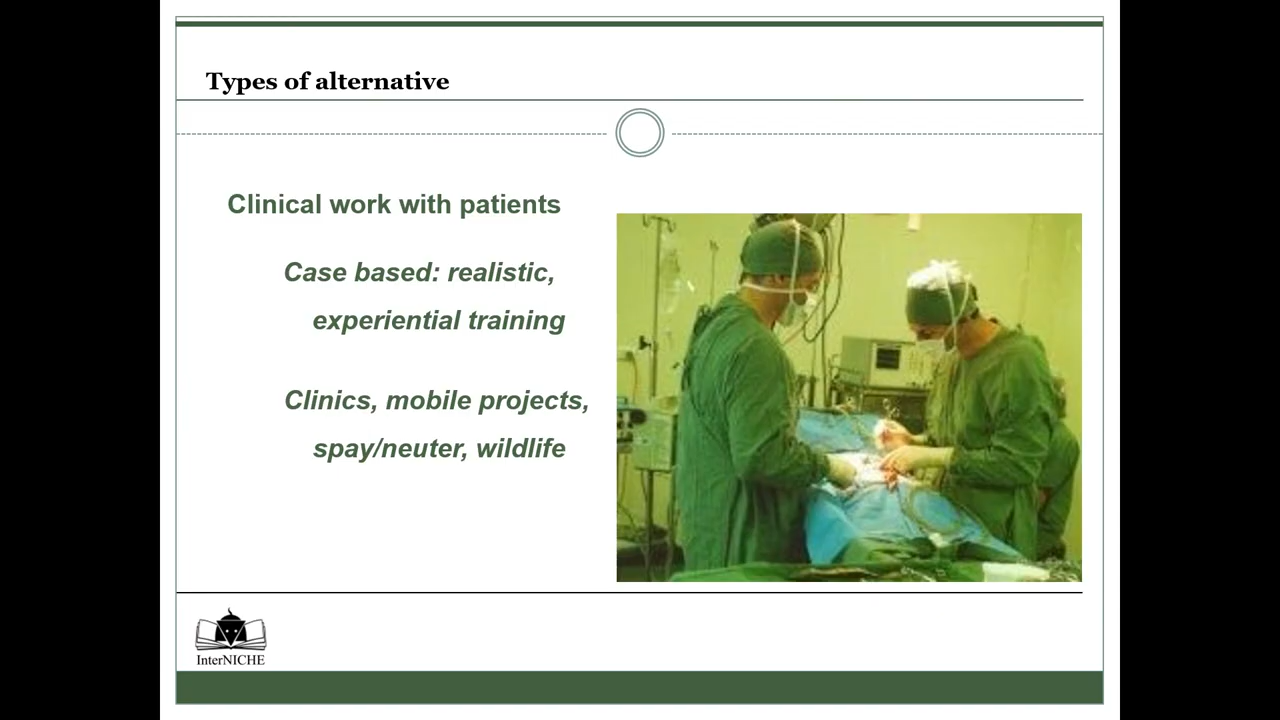 Types of alternative
Clinical work with patients
Case based: realistic,
experiential training
Clinics, mobile projects,
spay/neuter, wildlife
InterNICHE